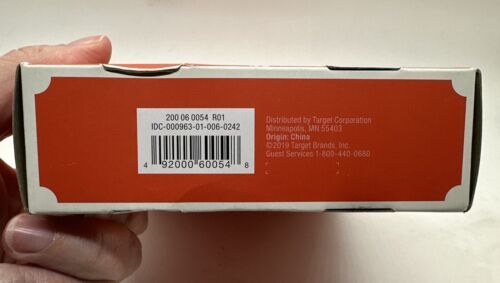 200 06 0054 R01
IDC-000963-01-006-0242
4 92000 60054 8
Distributed by Target Corporation
Minneapolis, MN 55403
Origin: China
©2019 Target Brands, Inc.
Guest Services 1-800-440-0680